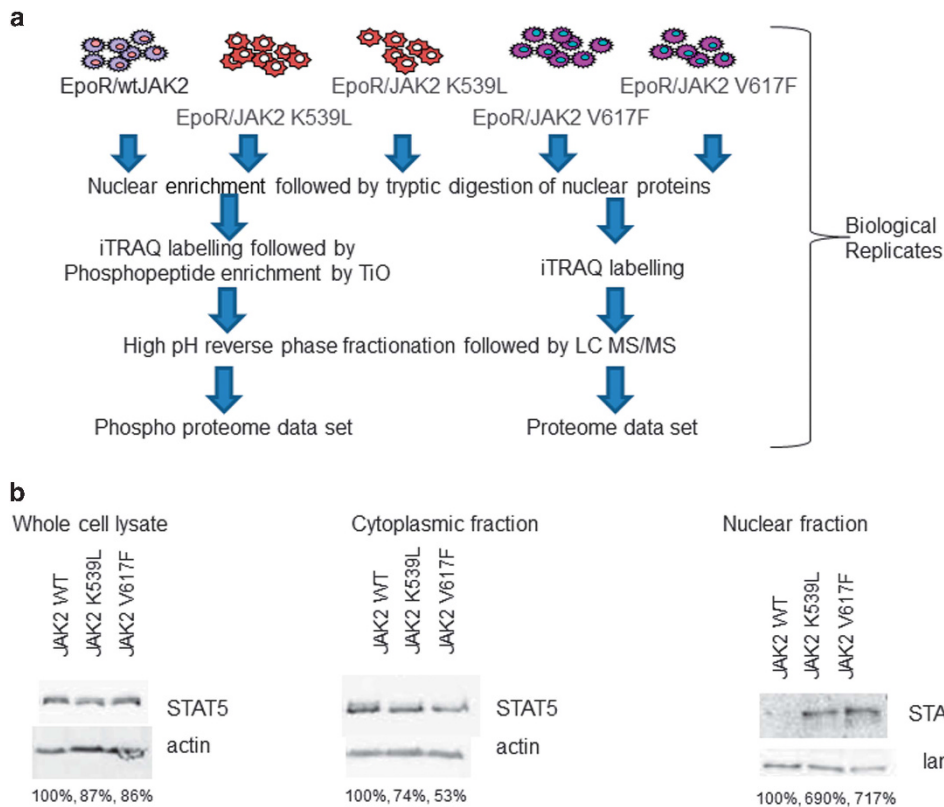 a
EpoR/wtJAK2
EpoR/JAK2 K539L
EpoR/JAK2 V617F
EpoR/JAK2 K539L
EpoR/JAK2 V617F
Nuclear enrichment followed by tryptic digestion of nuclear proteins
iTRAQ labelling followed by
Phosphopeptide enrichment by TiO
iTRAQ labelling
Biological
Replicates
High pH reverse phase fractionation followed by LC MS/MS
Phospho proteome data set
Proteome data set
b
Whole cell lysate
JAK2 WT
JAK2 K539L
JAK2 V617F
STAT5
actin
100%, 87%, 86%
Cytoplasmic fraction
JAK2 WT
JAK2 K539L
JAK2 V617F
STAT5
actin
100%, 74%, 53%
Nuclear fraction
JAK2 WT
JAK2 K539L
JAK2 V617F
STA
lar
100%, 690%, 717%